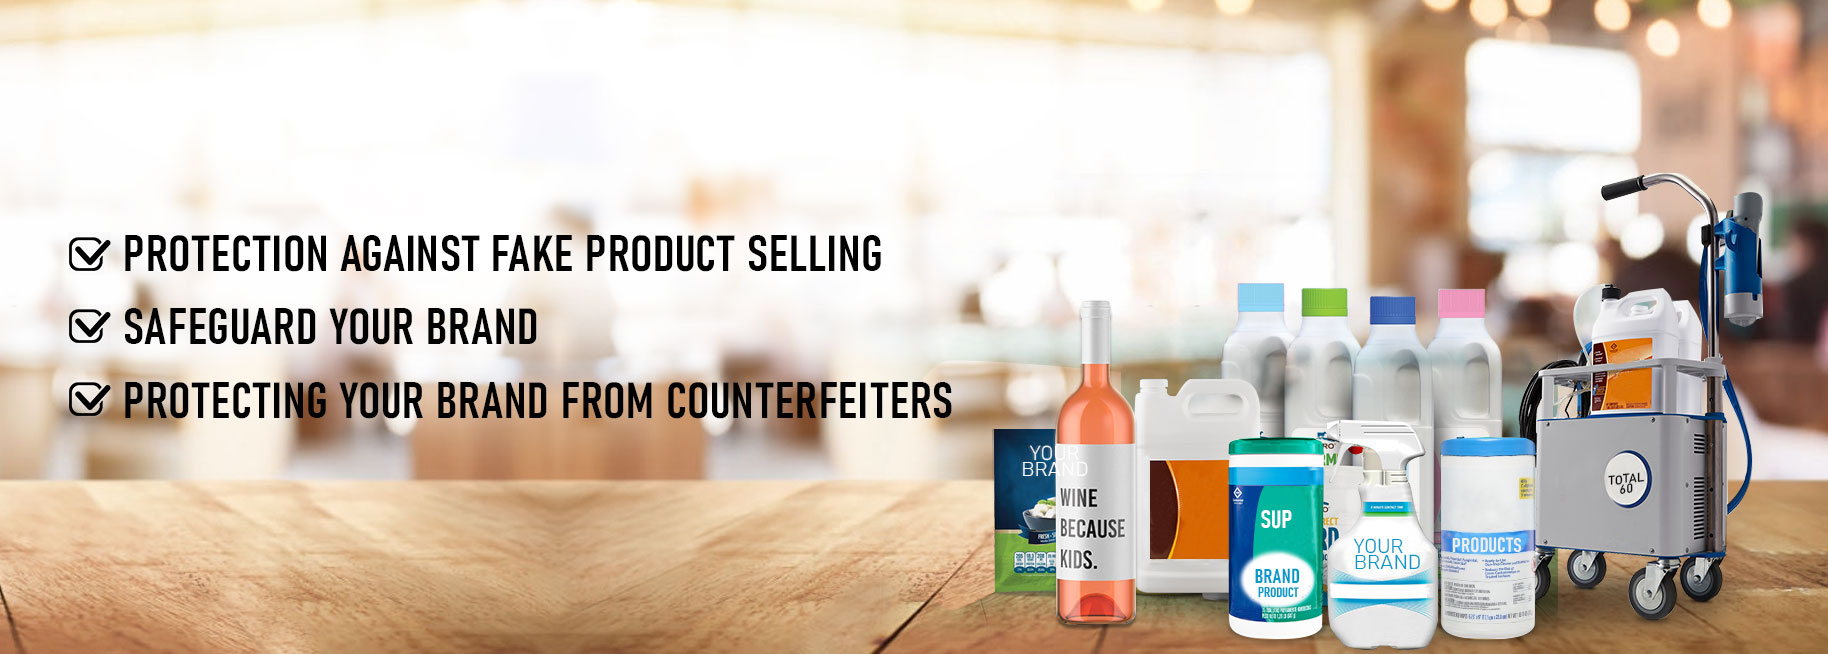 PROTECTION AGAINST FAKE PRODUCT SELLING
SAFEGUARD YOUR BRAND
PROTECTING YOUR BRAND FROM COUNTERFEITERS
YOUR
BRAND
WINE
BECAUSE
KIDS.
SUP
BRAND
PRODUCT
YOUR
BRAND
PRODUCTS
TOTAL
60